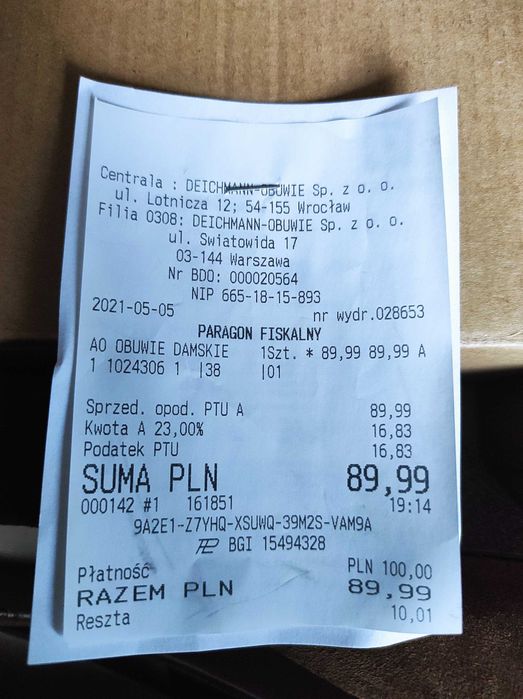 Centrala : DEICHMANN-OBUWIE Sp. z o. o.
ul. Lotnicza 12; 54-155 Wrocław
Filia 0308: DEICHMANN-OBUWIE Sp. z o. o.
ul. Swiatowida 17
03-144 Warszawa
Nr BDO: 000020564
NIP 665-18-15-893
2021-05-05 nr wydr.028653
PARAGON FISKALNY
AO OBUWIE DAMSKIE 1Szt. * 89,99 89,99 A
1 1024306 1 |38 |01
Sprzed. opod. PTU A 89,99
Kwota A 23,00% 16,83
Podatek PTU 16,83
SUMA PLN 89,99
000142 #1 161851 19:14
9A2E1-Z7YHQ-XSUWQ-39M2S-VAM9A
BGI 15494328
Płatność PLN 100,00
RAZEM PLN 89,99
Reszta 10,01